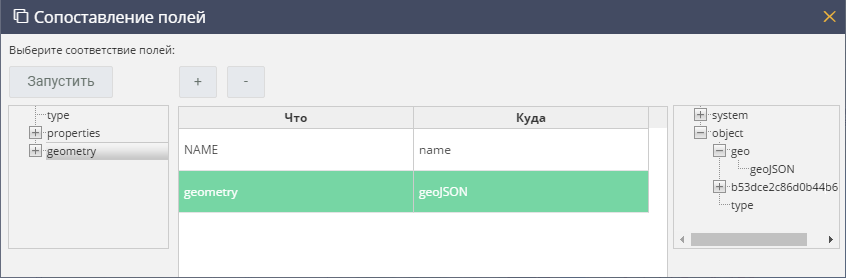 Сопоставление полей
Выберите соответствие полей:
Запустить
+
-
type
properties
geometry
Что
Куда
NAME
name
geometry
geoJSON
system
object
geo
geoJSON
b53dce2c86d0b44b6
type